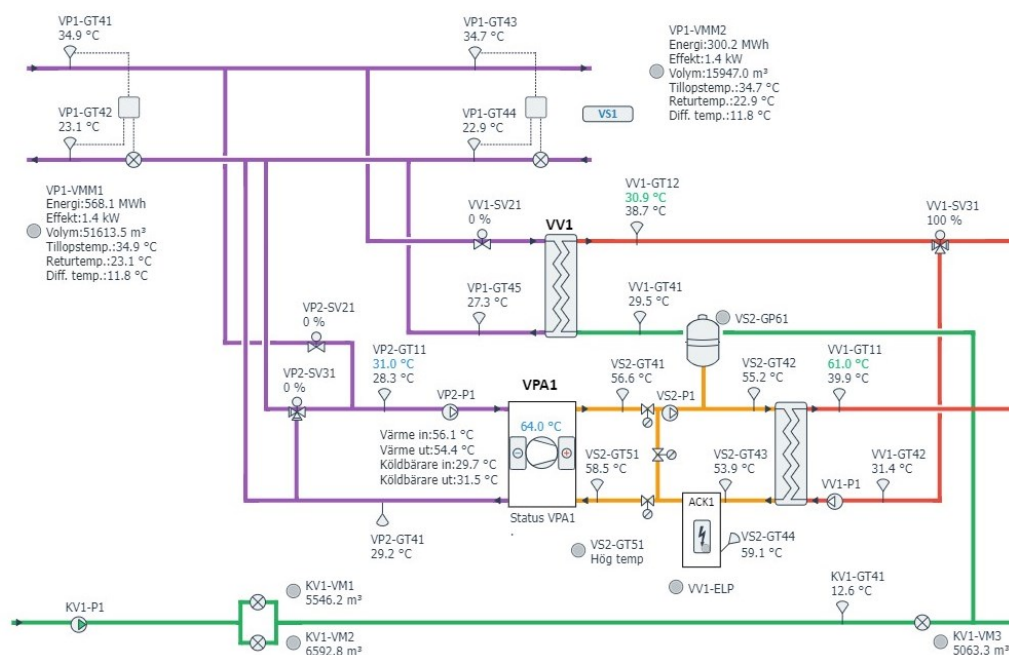 VP1-GT41
34.9 °C
VP1-GT43
34.7 °C
VP1-VMM2
Energi:300.2 MWh
Effekt:1.4 kW
Volym:15947.0 m³
Tillopstemp.:34.7 °C
Returtemp.:22.9 °C
Diff. temp.:11.8 °C
VP1-GT42
23.1 °C
VP1-GT44
22.9 °C
VS1
VP1-VMM1
Energi:568.1 MWh
Effekt:1.4 kW
Volym:51613.5 m³
Tillopstemp.:34.9 °C
Returtemp.:23.1 °C
Diff. temp.:11.8 °C
VV1-SV21
0 %
VV1
VV1-GT12
30.9 °C
38.7 °C
VV1-SV31
100 %
VP1-GT45
27.3 °C
VV1-GT41
29.5 °C
VS2-GP61
VP2-SV21
0 %
VP2-SV31
0 %
VP2-GT11
31.0 °C
28.3 °C
VP2-P1
VPA1
64.0 °C
VS2-GT41
56.6 °C
VS2-P1
VS2-GT42
55.2 °C
VV1-GT11
61.0 °C
39.9 °C
Värme in:56.1 °C
Värme ut:54.4 °C
Köldbärare in:29.7 °C
Köldbärare ut:31.5 °C
VS2-GT51
58.5 °C
VS2-GT43
53.9 °C
VV1-GT42
31.4 °C
VV1-P1
ACK1
Status VPA1
.
VP2-GT41
29.2 °C
VS2-GT51
Hög temp
VS2-GT44
59.1 °C
VV1-ELP
KV1-P1
KV1-VM1
5546.2 m³
KV1-VM2
6592.8 m³
KV1-GT41
12.6 °C
KV1-VM3
5063.3 m³